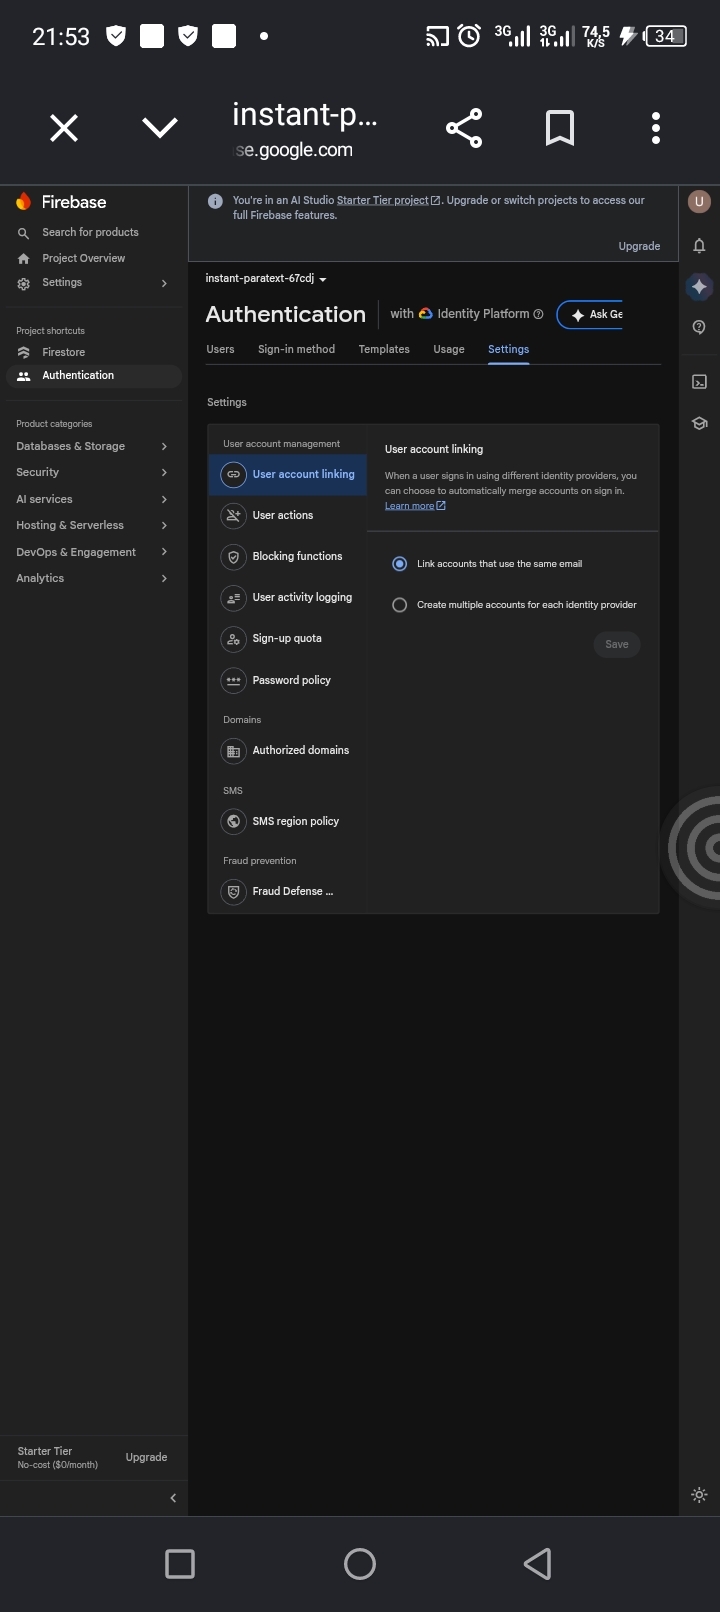 21:53
3G 3G 74,5 K/S 34
instant-p...
se.google.com
Firebase
Search for products
Project Overview
Settings
Project shortcuts
Firestore
Authentication
Product categories
Databases & Storage
Security
AI services
Hosting & Serverless
DevOps & Engagement
Analytics
Starter Tier
No-cost ($0/month)
Upgrade
You're in an AI Studio Starter Tier project. Upgrade or switch projects to access our
full Firebase features.
Upgrade
U
instant-paratext-67cdj
Authentication
with Identity Platform
Ask Ge
Users Sign-in method Templates Usage Settings
Settings
User account management
User account linking
User actions
Blocking functions
User activity logging
Sign-up quota
Password policy
Domains
Authorized domains
SMS
SMS region policy
Fraud prevention
Fraud Defense ...
User account linking
When a user signs in using different identity providers, you
can choose to automatically merge accounts on sign in.
Learn more
Link accounts that use the same email
Create multiple accounts for each identity provider
Save